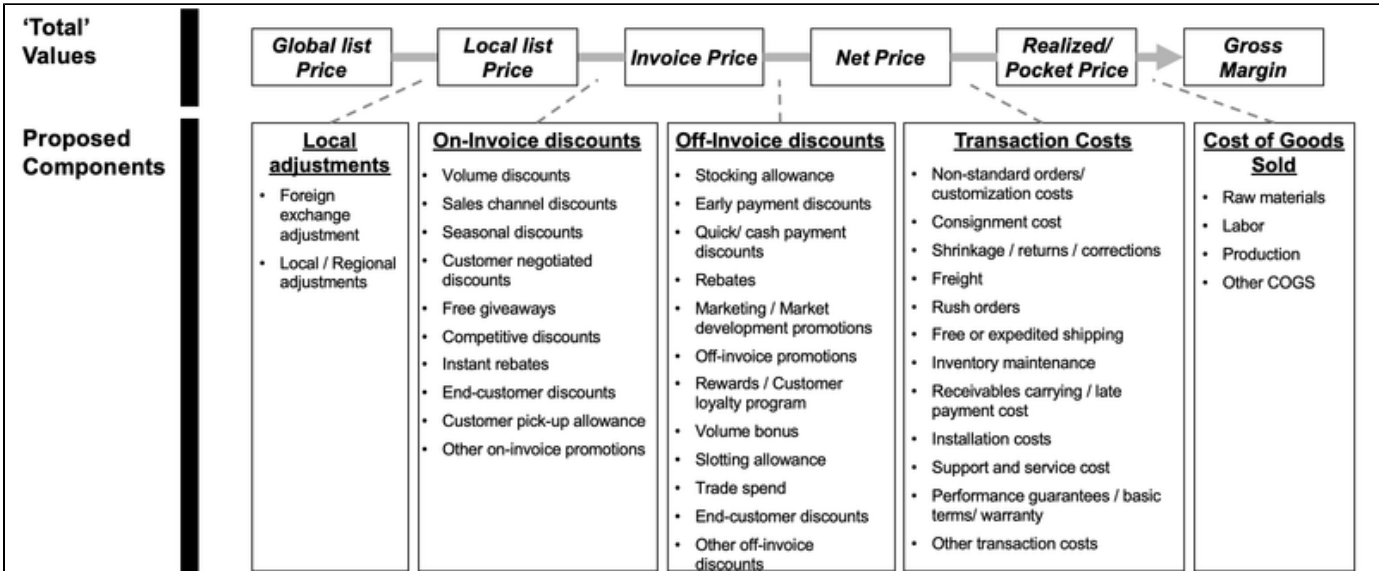 'Total'
Values
Global list
Price
Local list
Price
Invoice Price
Net Price
Realized/
Pocket Price
Gross
Margin
Proposed
Components
Local
adjustments
• Foreign
exchange
adjustment
• Local / Regional
adjustments
On-Invoice discounts
• Volume discounts
• Sales channel discounts
• Seasonal discounts
• Customer negotiated
discounts
• Free giveaways
• Competitive discounts
• Instant rebates
• End-customer discounts
• Customer pick-up allowance
• Other on-invoice promotions
Off-Invoice discounts
• Stocking allowance
• Early payment discounts
• Quick/ cash payment
discounts
• Rebates
• Marketing / Market
development promotions
• Off-invoice promotions
• Rewards / Customer
loyalty program
• Volume bonus
• Slotting allowance
• Trade spend
• End-customer discounts
• Other off-invoice
discounts
Transaction Costs
• Non-standard orders/
customization costs
• Consignment cost
• Shrinkage / returns / corrections
• Freight
• Rush orders
• Free or expedited shipping
• Inventory maintenance
• Receivables carrying / late
payment cost
• Installation costs
• Support and service cost
• Performance guarantees / basic
terms/ warranty
• Other transaction costs
Cost of Goods
Sold
• Raw materials
• Labor
• Production
• Other COGS